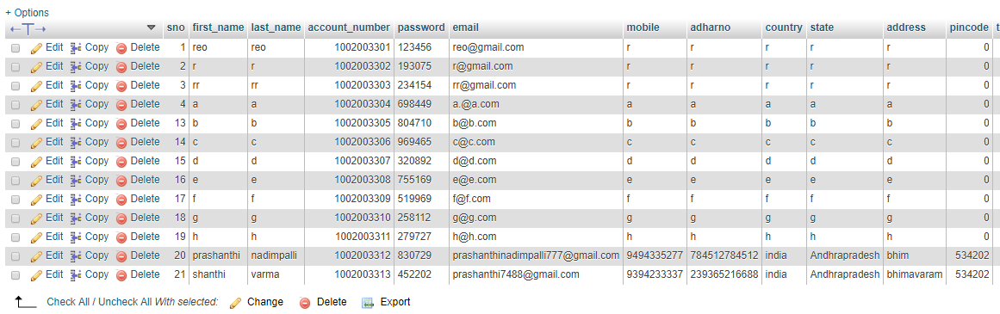 + Options
←T→ sno first_name last_name account_number password email mobile adharno country state address pincode t
Edit Copy Delete 1 reo reo 1002003301 123456 reo@gmail.com r r r r r 0
Edit Copy Delete 2 r r 1002003302 193075 r@gmail.com r r r r r 0
Edit Copy Delete 3 rr rr 1002003303 234154 rr@gmail.com r r r r r 0
Edit Copy Delete 4 a a 1002003304 698449 a.@a.com a a a a a 0
Edit Copy Delete 13 b b 1002003305 804710 b@b.com b b b b b 0
Edit Copy Delete 14 c c 1002003306 969465 c@c.com c c c c c 0
Edit Copy Delete 15 d d 1002003307 320892 d@d.com d d d d d 0
Edit Copy Delete 16 e e 1002003308 755169 e@e.com e e e e e 0
Edit Copy Delete 17 f f 1002003309 519969 f@f.com f f f f f 0
Edit Copy Delete 18 g g 1002003310 258112 g@g.com g g g g g 0
Edit Copy Delete 19 h h 1002003311 279727 h@h.com h h h h h 0
Edit Copy Delete 20 prashanthi nadimpalli 1002003312 830729 prashanthinadimpalli777@gmail.com 9494335277 784512784512 india Andhrapradesh bhim 534202
Edit Copy Delete 21 shanthi varma 1002003313 452202 prashanthi7488@gmail.com 9394233337 239365216688 india Andhrapradesh bhimavaram 534202
Check All / Uncheck All With selected: Change Delete Export